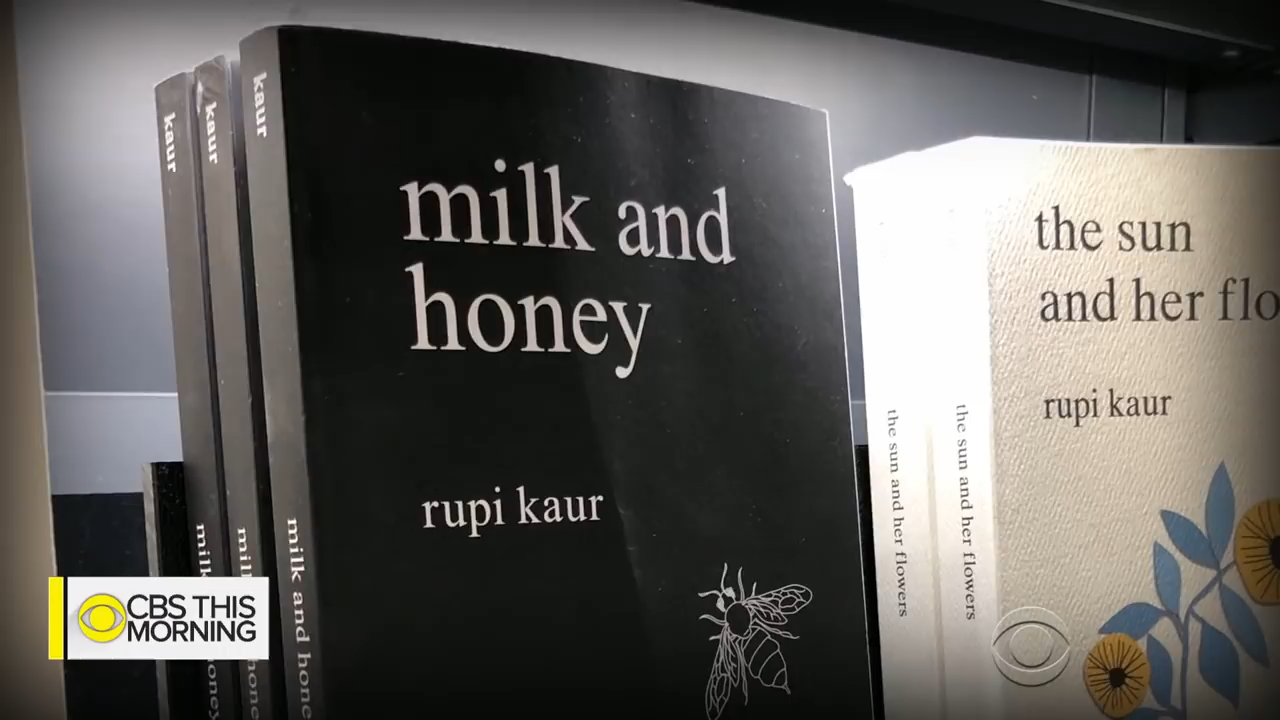 kaur
kaur
kaur
milk and
honey
rupi kaur
milk and hone
the sun
and her flo
rupi kaur
the sun and her flowers
the sun and her flowers
CBS THIS
MORNING